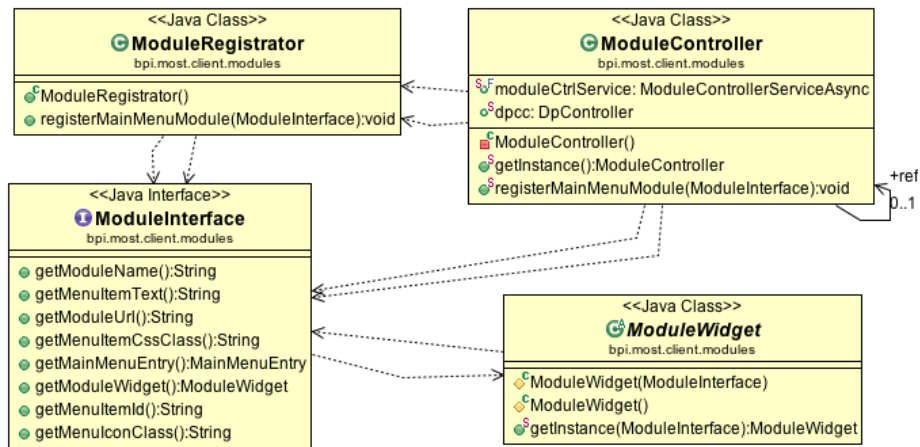 <<Java Class>>
ModuleRegistrator
bpi.most.client.modules
ModuleRegistrator()
registerMainMenuModule(ModuleInterface):void
<<Java Class>>
ModuleController
bpi.most.client.modules
moduleCtrlService: ModuleControllerServiceAsync
dpcc: DpController
ModuleController()
getInstance():ModuleController
registerMainMenuModule(ModuleInterface):void
+ref
0..1
<<Java Interface>>
ModuleInterface
bpi.most.client.modules
getModuleName():String
getMenuItemText():String
getModuleUrl():String
getMenuItemCssClass():String
getMainMenuEntry():MainMenuEntry
getModuleWidget():ModuleWidget
getMenuItemId():String
getMenuIconClass():String
<<Java Class>>
ModuleWidget
bpi.most.client.modules
ModuleWidget(ModuleInterface)
ModuleWidget()
getInstance(ModuleInterface):ModuleWidget